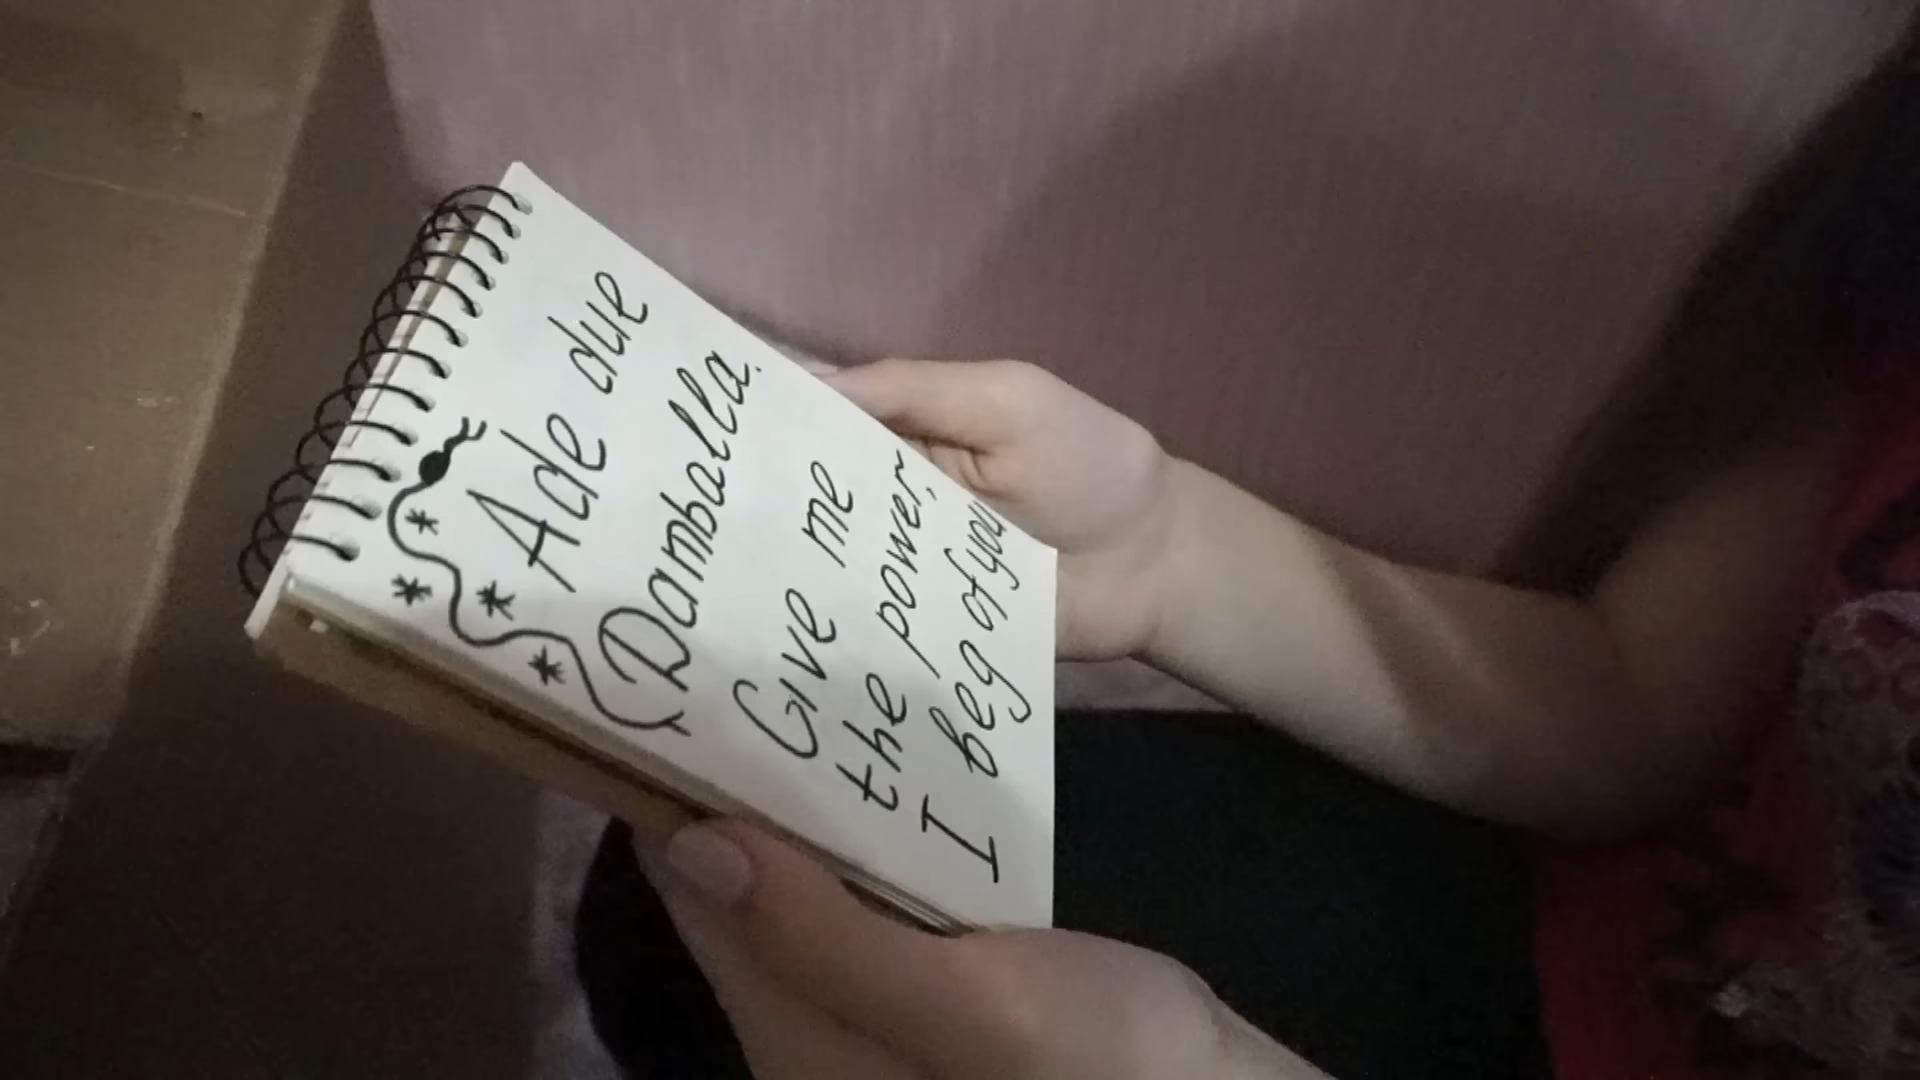 Ade due
Damballa.
Give me
the power,
I beg of you